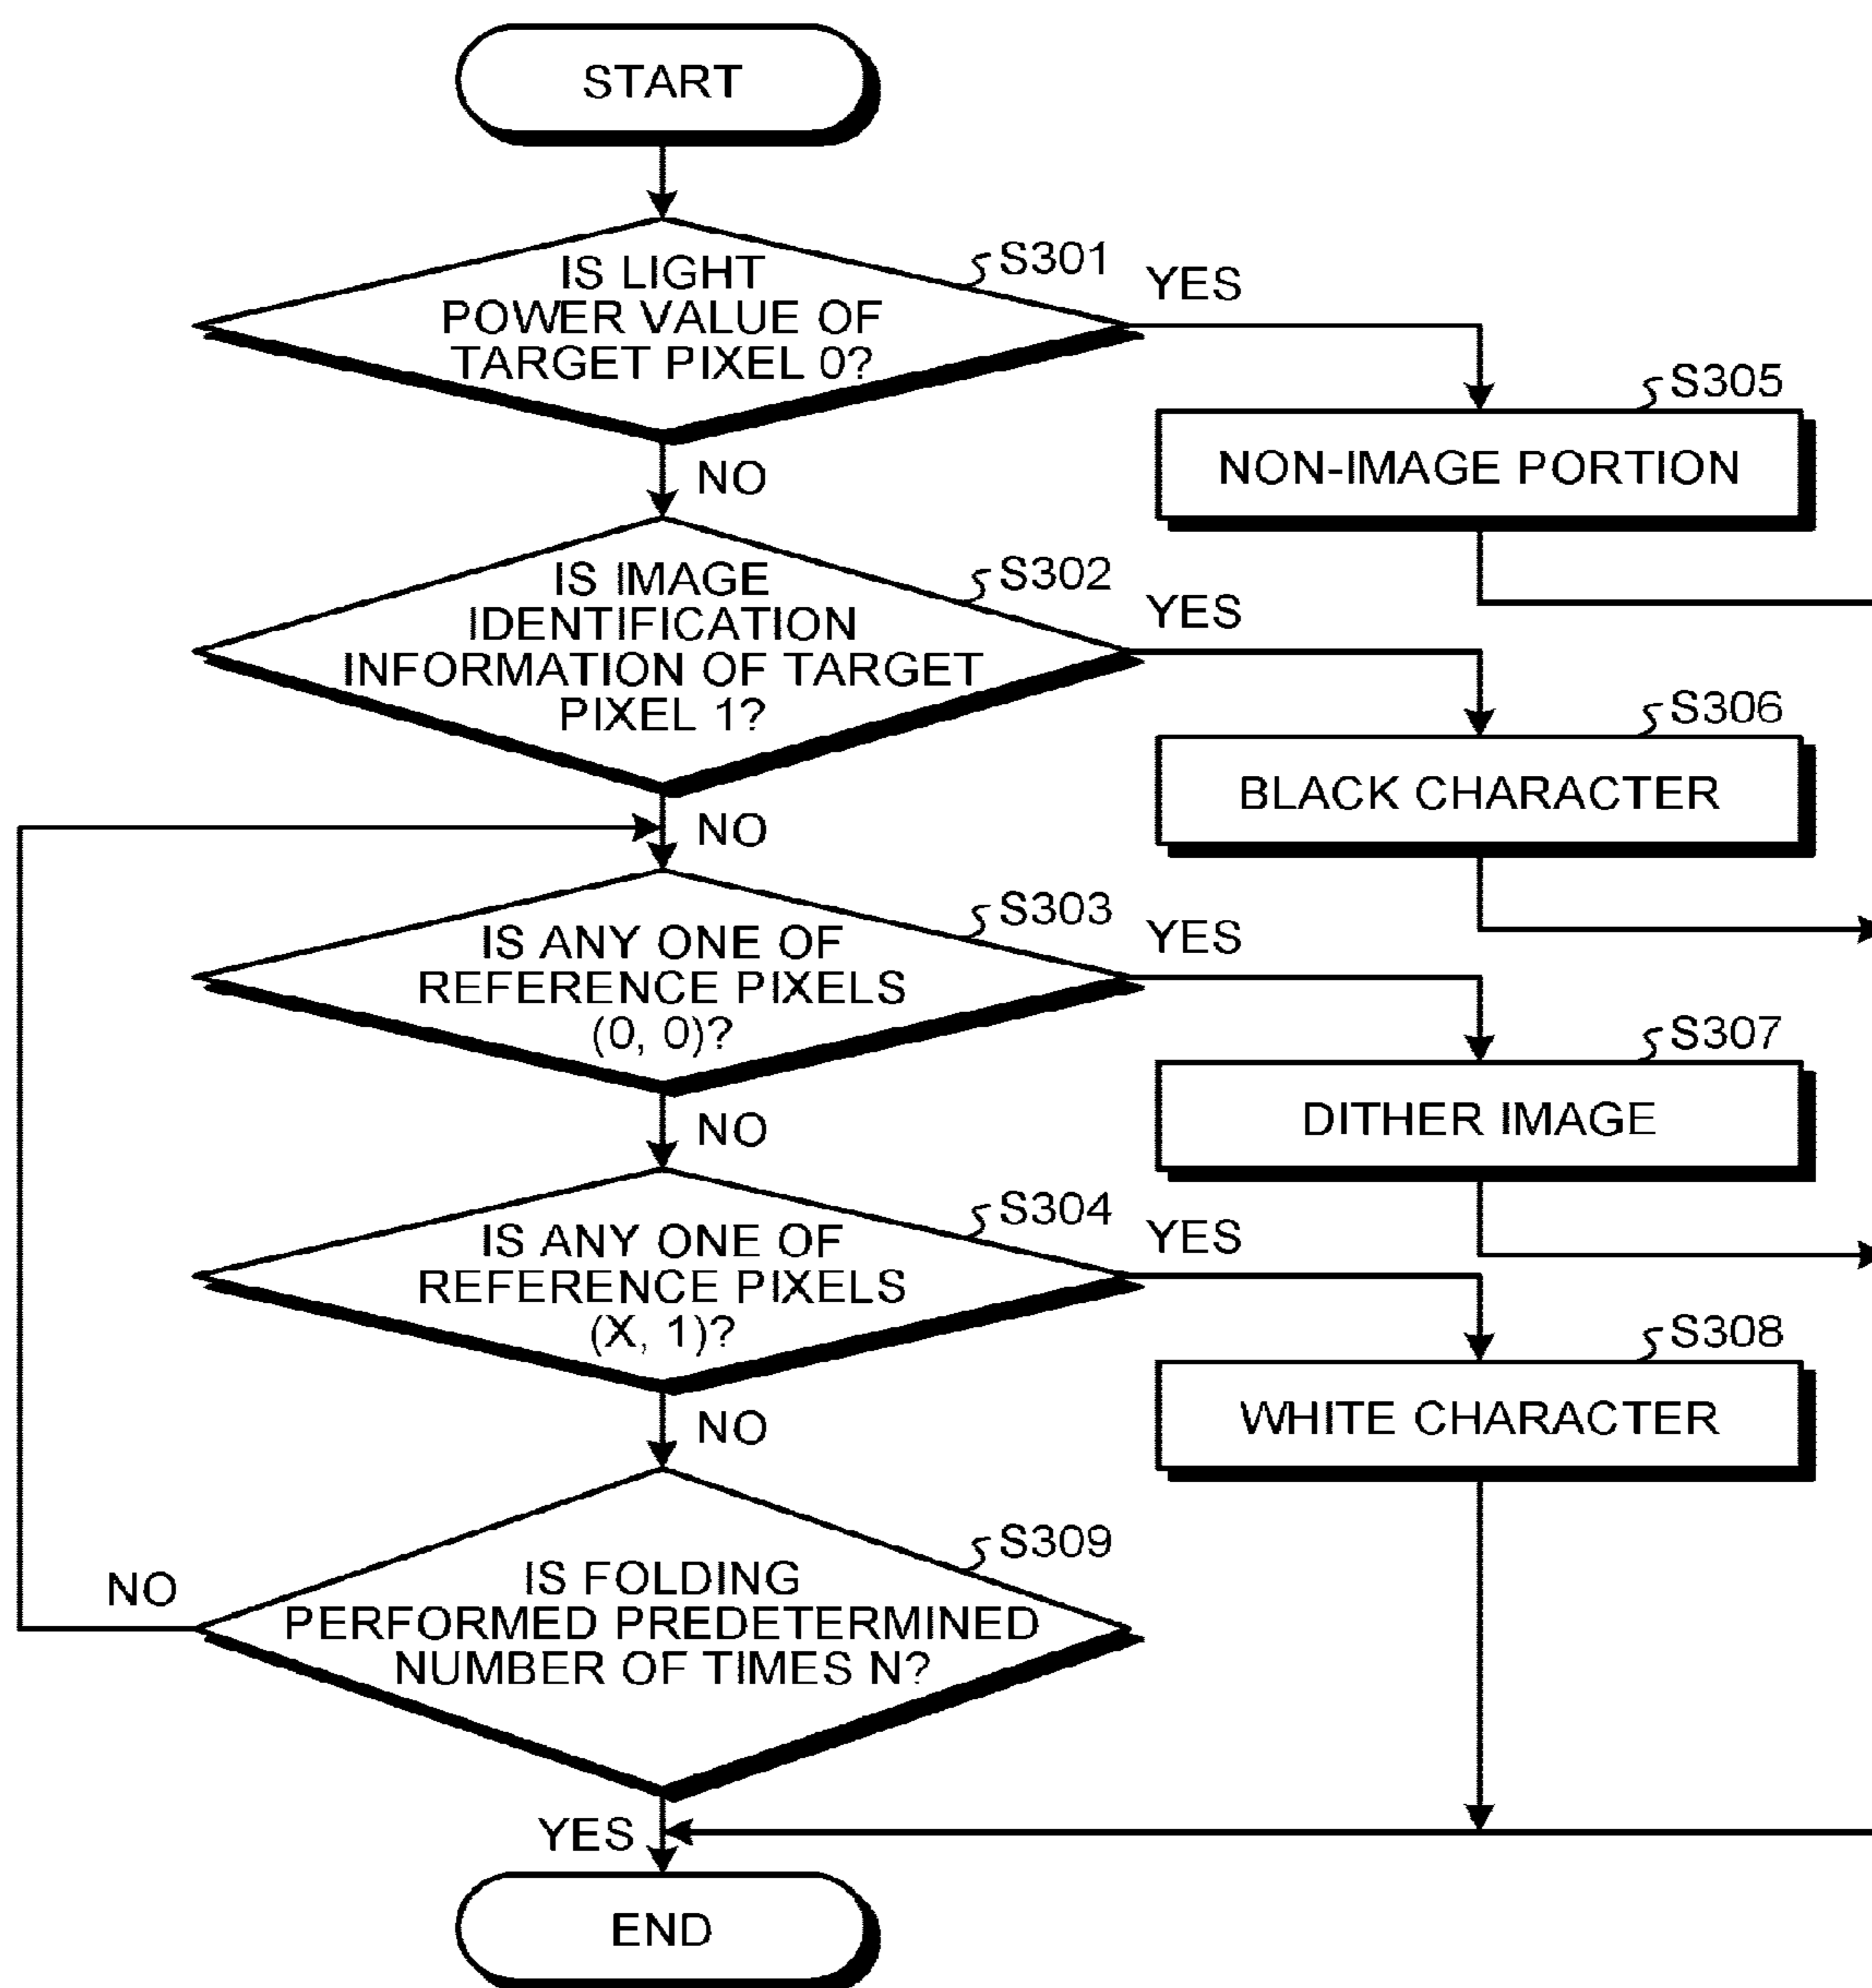 START
IS LIGHT
POWER VALUE OF
TARGET PIXEL 0?
S301
YES
NO
S305
NON-IMAGE PORTION
IS IMAGE
IDENTIFICATION
INFORMATION OF TARGET
PIXEL 1?
S302
YES
NO
S306
BLACK CHARACTER
IS ANY ONE OF
REFERENCE PIXELS
(0, 0)?
S303
YES
NO
S307
DITHER IMAGE
IS ANY ONE OF
REFERENCE PIXELS
(X, 1)?
S304
YES
NO
S308
WHITE CHARACTER
IS FOLDING
PERFORMED PREDETERMINED
NUMBER OF TIMES N?
S309
NO
YES
END